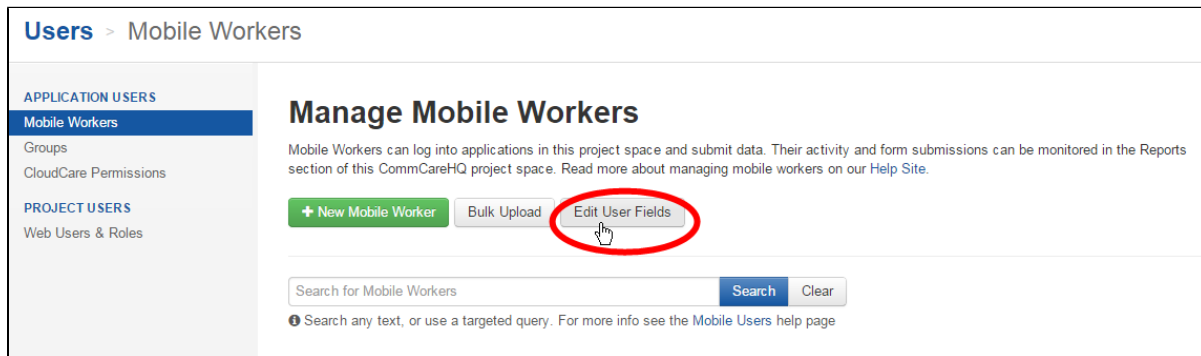 Users > Mobile Workers
APPLICATION USERS
Mobile Workers
Groups
CloudCare Permissions
PROJECT USERS
Web Users & Roles
Manage Mobile Workers
Mobile Workers can log into applications in this project space and submit data. Their activity and form submissions can be monitored in the Reports
section of this CommCareHQ project space. Read more about managing mobile workers on our Help Site.
+ New Mobile Worker Bulk Upload Edit User Fields
Search for Mobile Workers Search Clear
Search any text, or use a targeted query. For more info see the Mobile Users help page